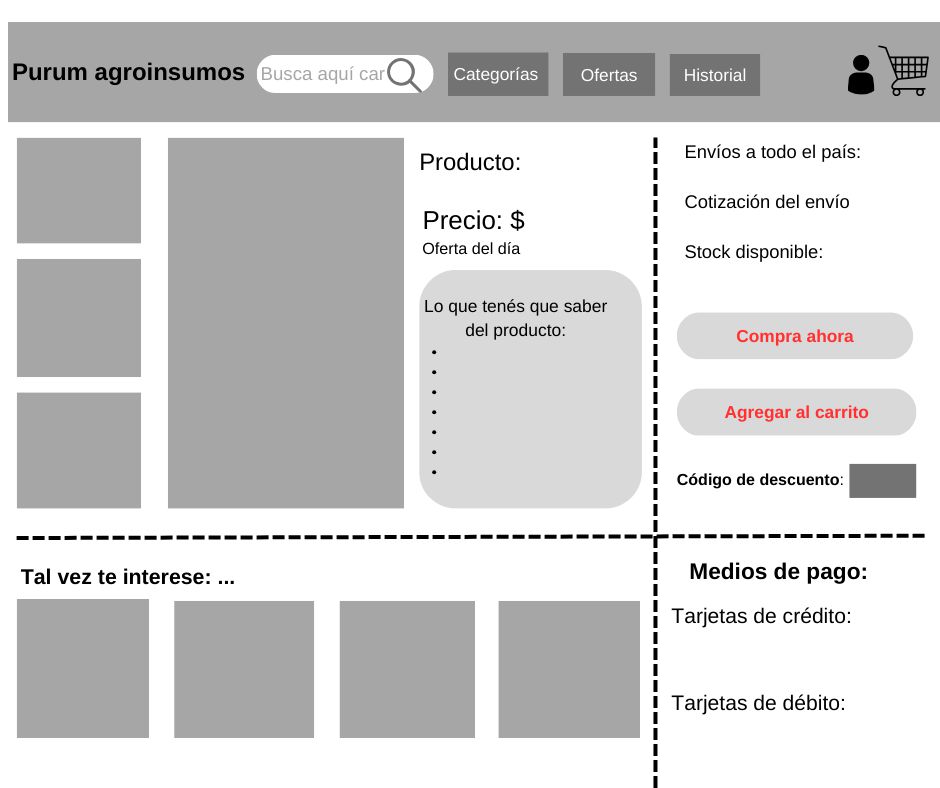 Purum agroinsumos
Busca aquí car
Categorías
Ofertas
Historial
Producto:
Precio: $
Oferta del día
Lo que tenés que saber
del producto:
Envíos a todo el país:
Cotización del envío
Stock disponible:
Compra ahora
Agregar al carrito
Código de descuento:
Tal vez te interese: ...
Medios de pago:
Tarjetas de crédito:
Tarjetas de débito: